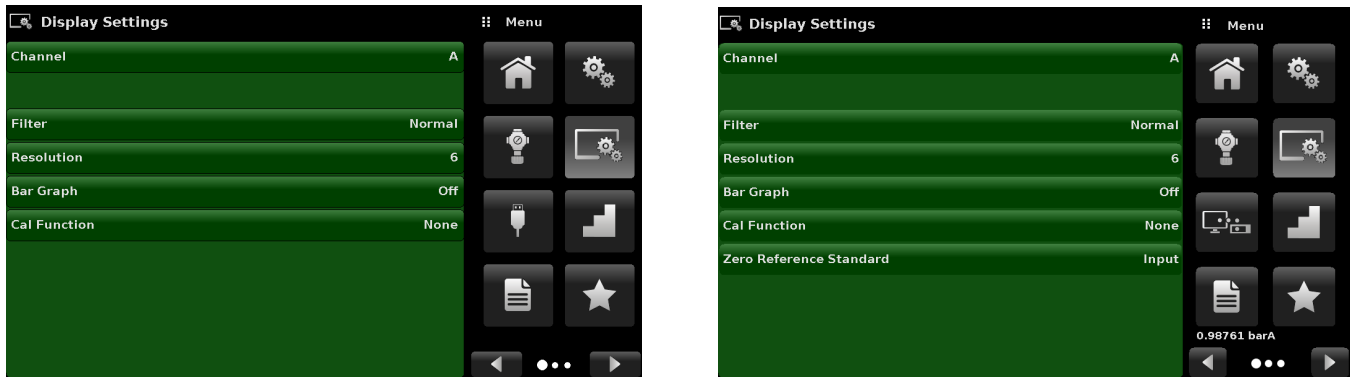 Display Settings
Menu
Channel A
Filter Normal
Resolution 6
Bar Graph Off
Cal Function None
Display Settings
Menu
Channel A
Filter Normal
Resolution 6
Bar Graph Off
Cal Function None
Zero Reference Standard Input
0.98761 barA